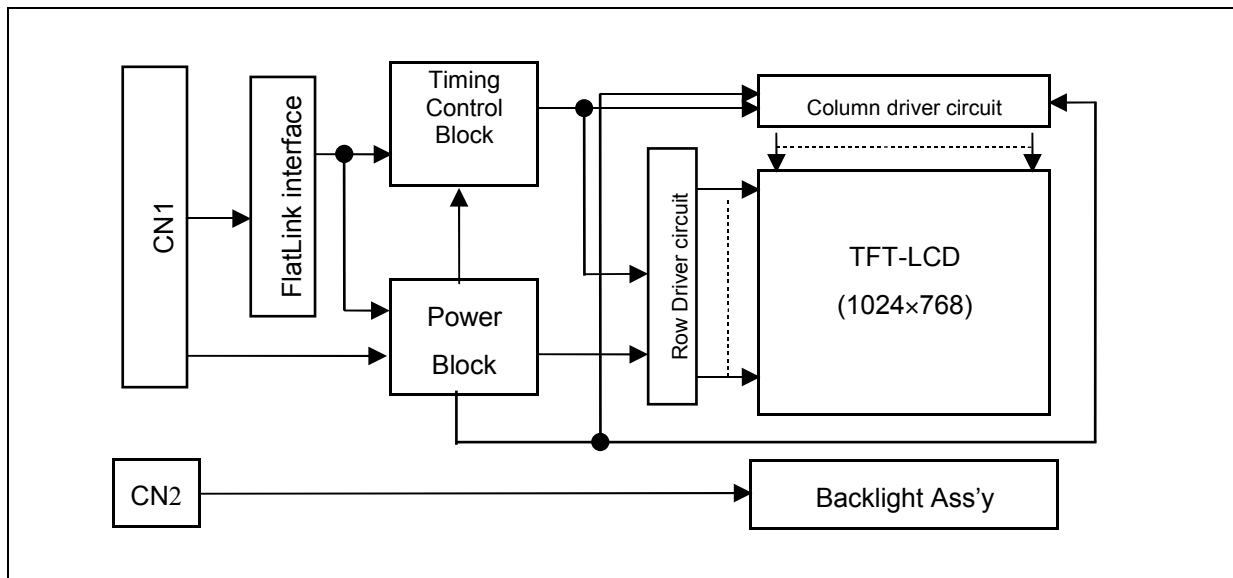 CN1
FlatLink interface
Timing
Control
Block
Power
Block
Row Driver circuit
Column driver circuit
TFT-LCD
(1024×768)
CN2
Backlight Ass’y